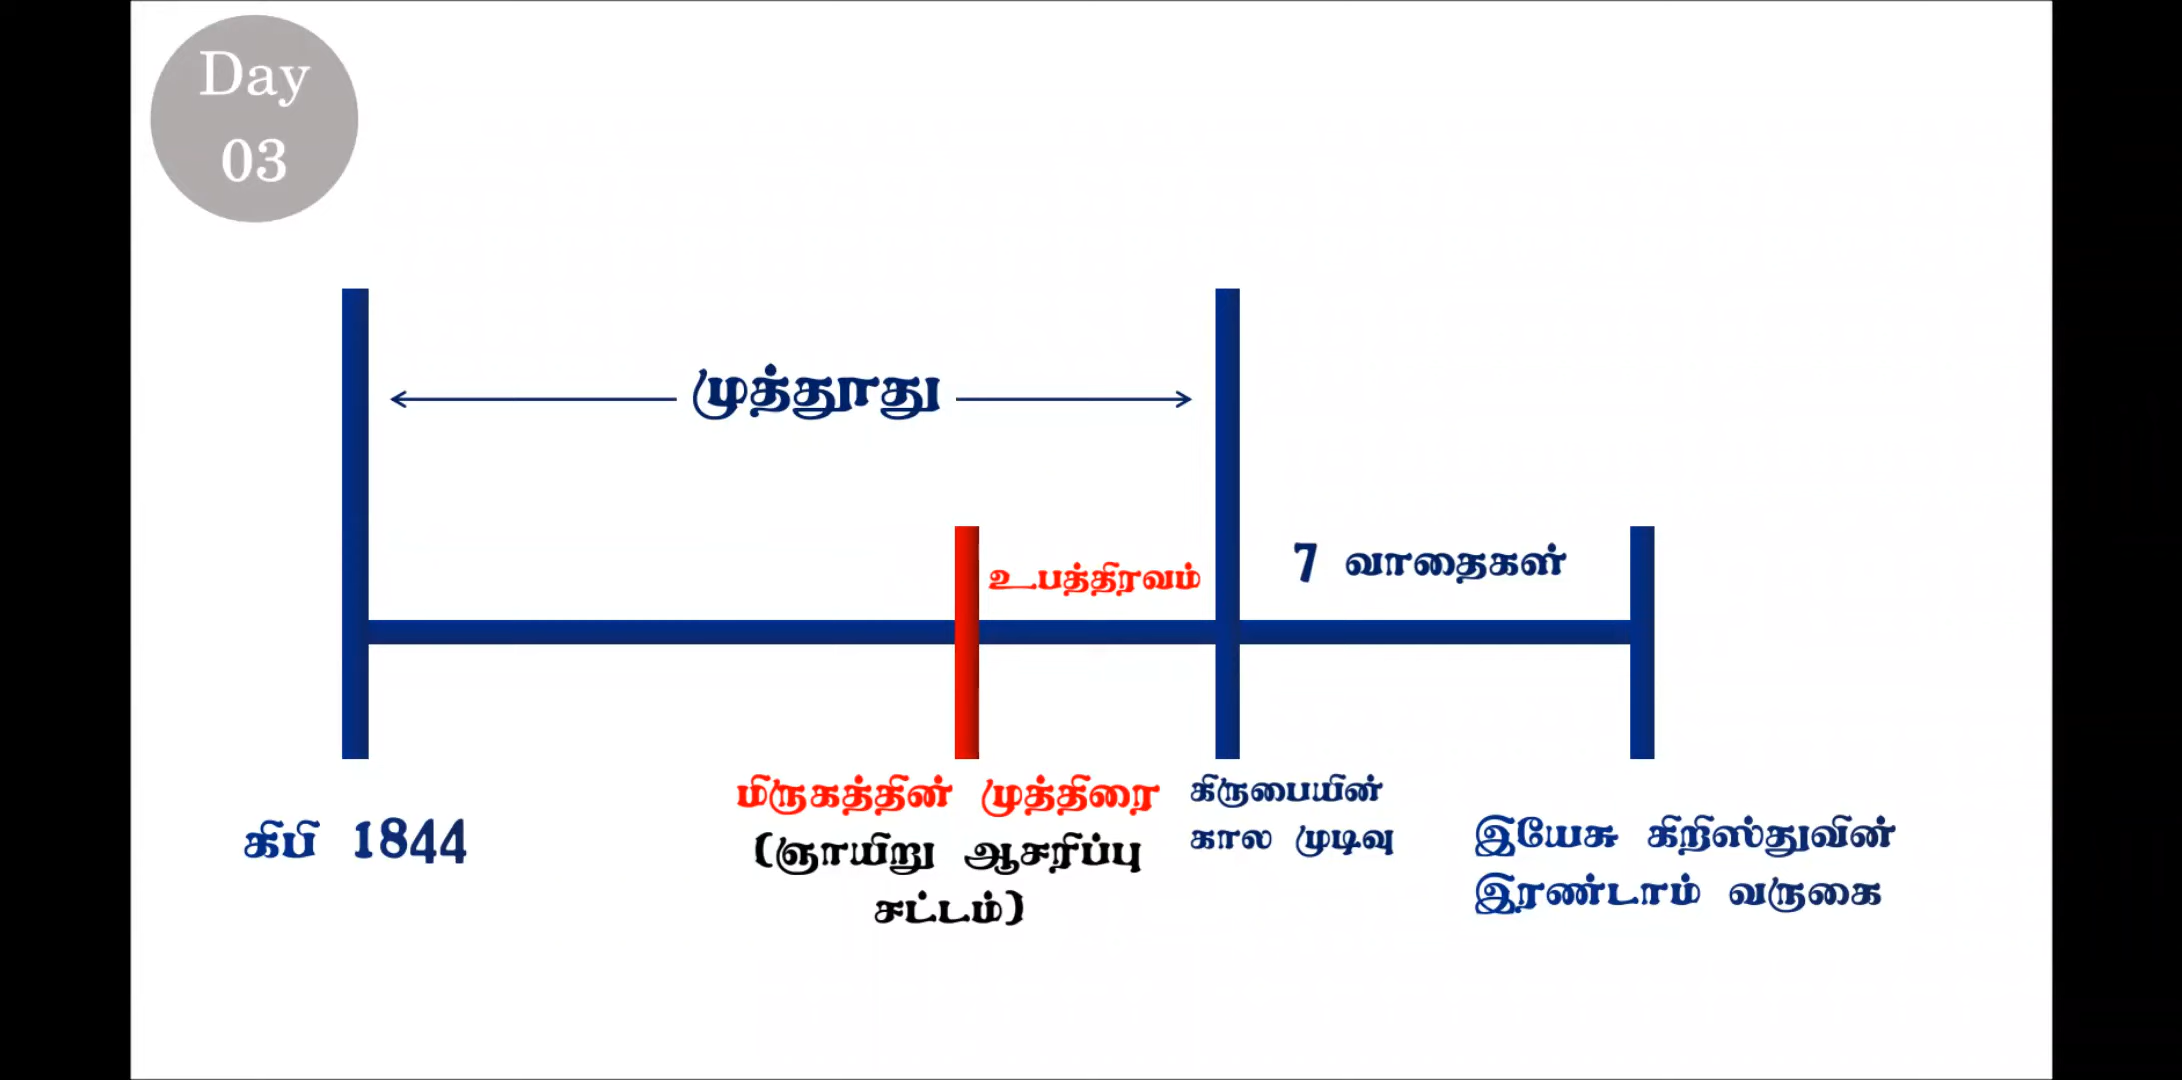 Day
03
முத்தூது
உபத்திரவம்
7 வாதைகள்
கிபி 1844
மிருகத்தின் முத்திரை
(ஞாயிறு ஆசரிப்பு
சட்டம்)
கிருபையின்
கால முடிவு
இயேசு கிறிஸ்துவின்
இரண்டாம் வருகை